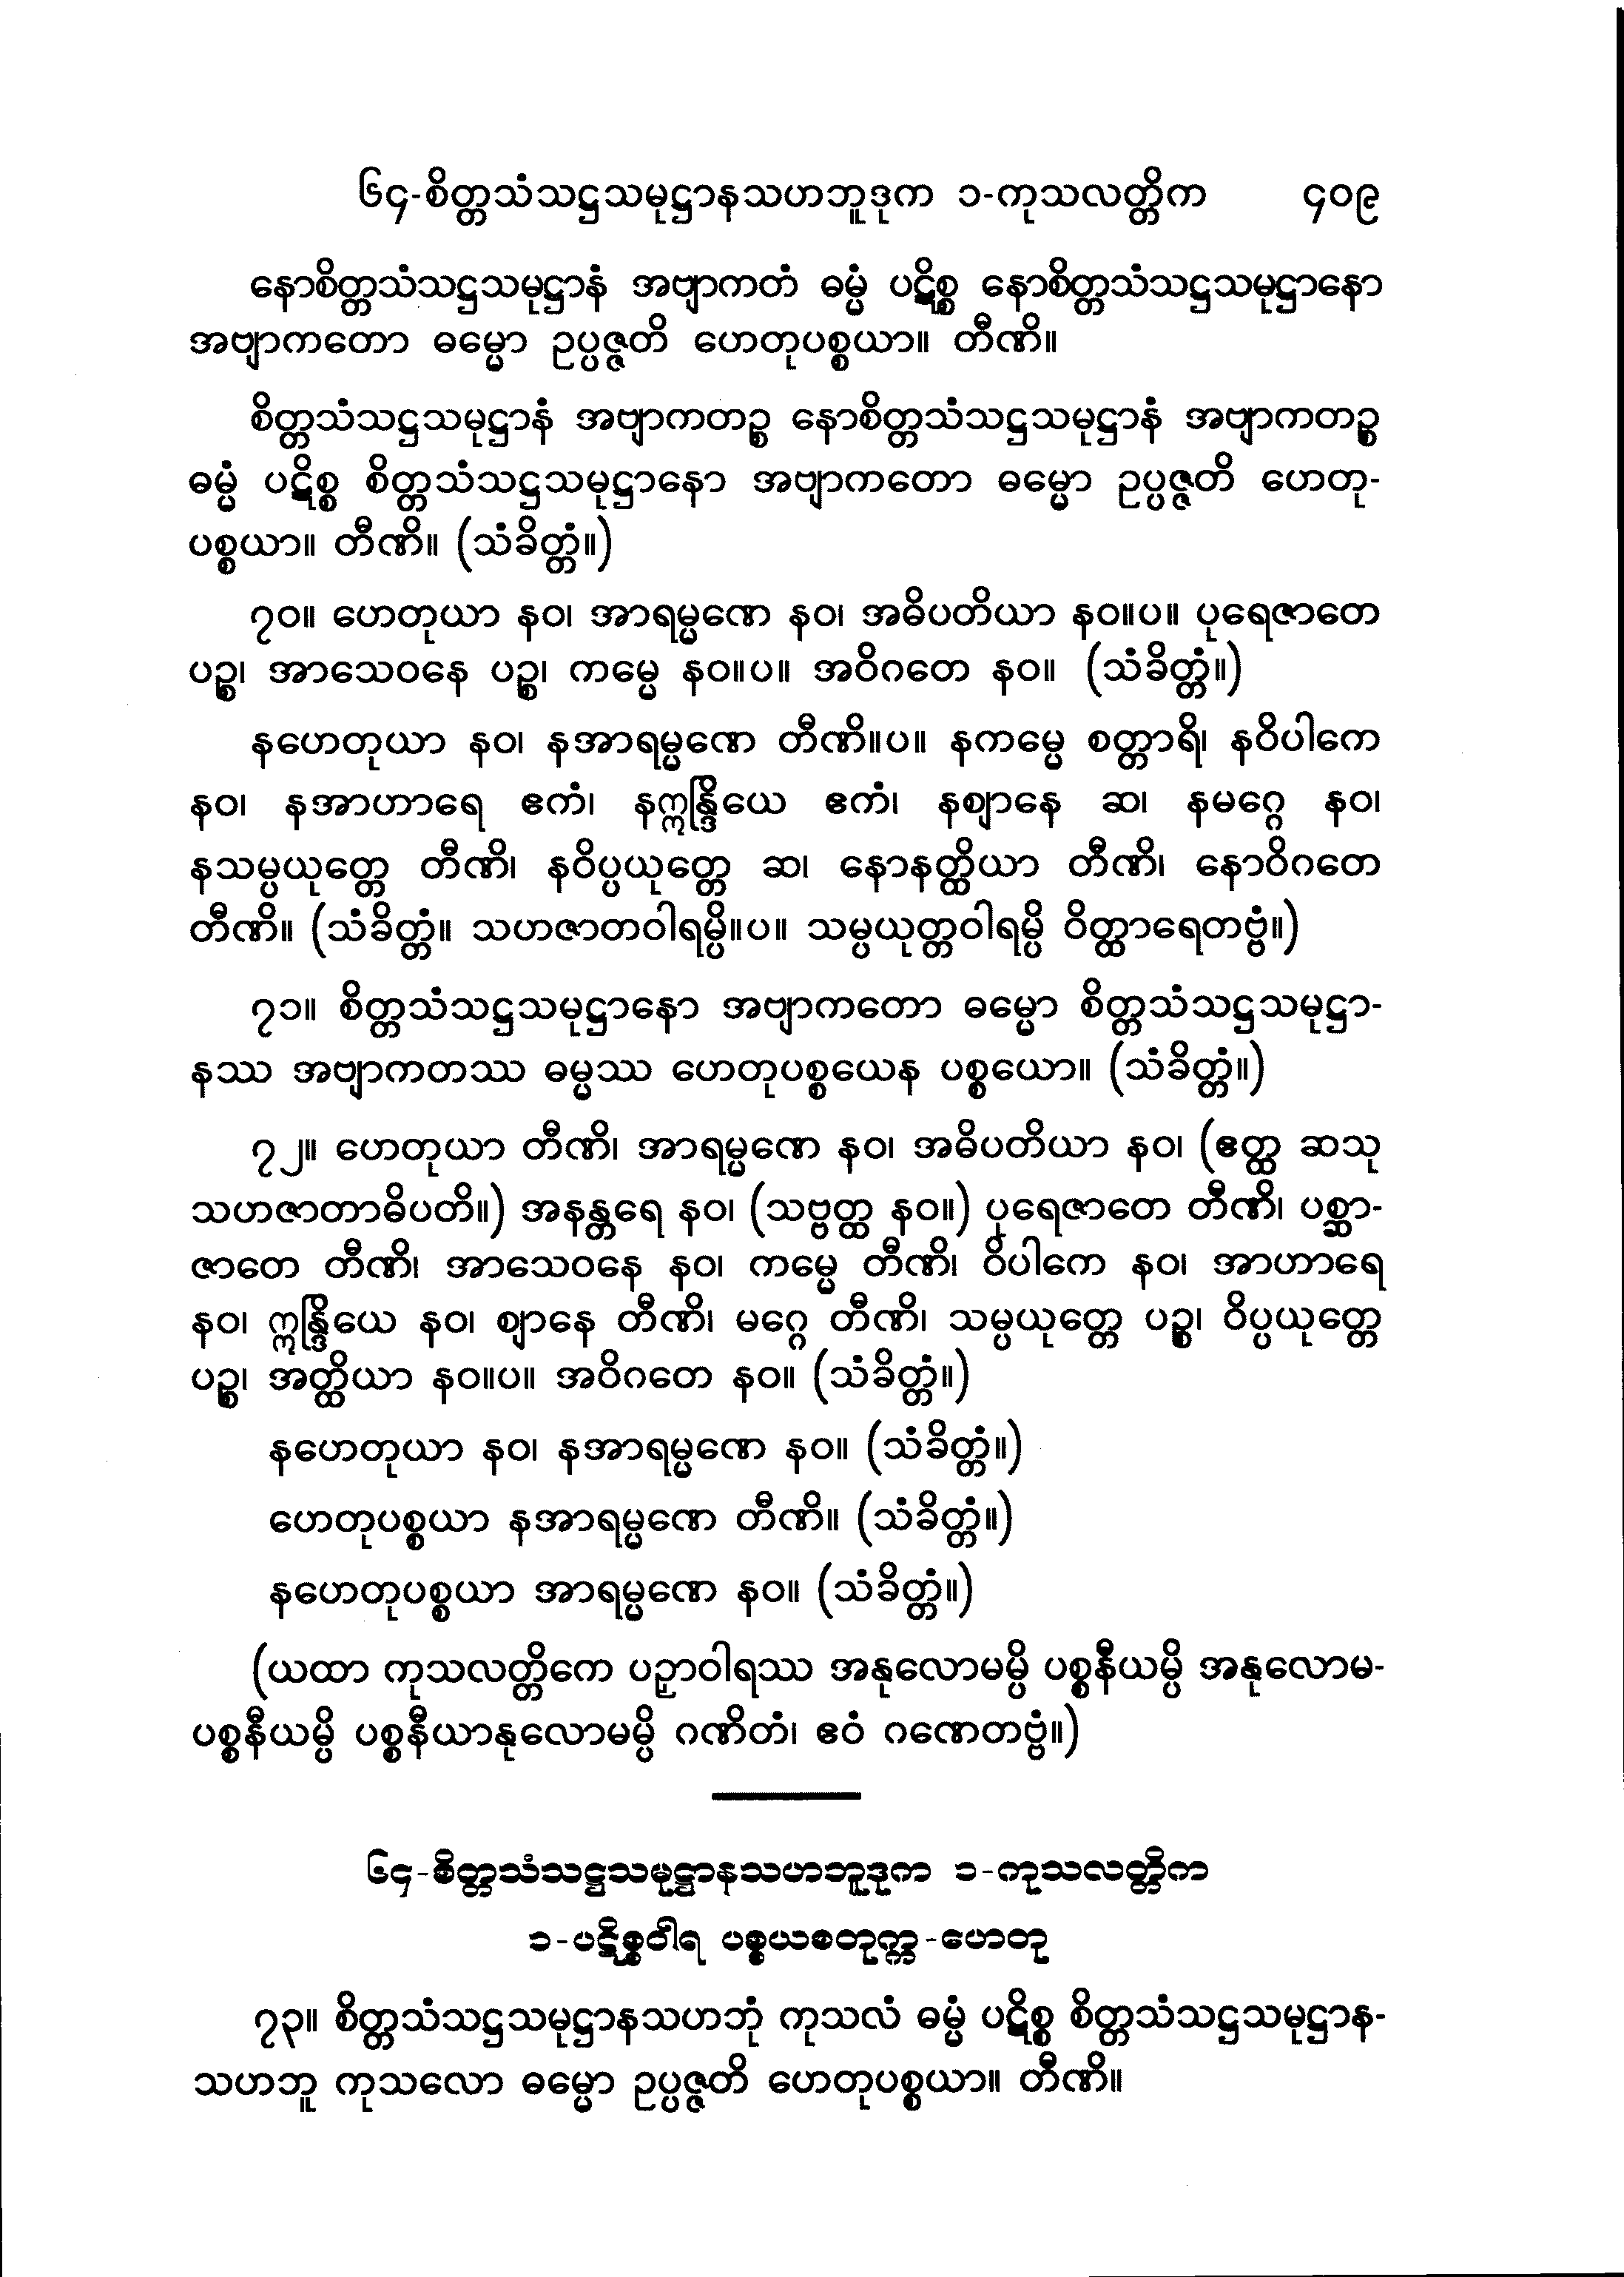 ၆၄-စိတ္တသံသဋ္ဌသမုဋ္ဌာနသဟဘူဒုက ၁-ကုသလတ္တိက ၄၀၉
နောစိတ္တသံသဋ္ဌသမုဋ္ဌာနံ အဗျာကတံ ဓမ္မံ ပဋိစ္စ နောစိတ္တသံသဋ္ဌသမုဋ္ဌာနော
အဗျာကတော ဓမ္မော ဥပ္ပဇ္ဇတိ ဟေတုပစ္စယာ။ တီဏိ။
စိတ္တသံသဋ္ဌသမုဋ္ဌာနံ အဗျာကတဉ္စ နောစိတ္တသံသဋ္ဌသမုဋ္ဌာနံ အဗျာကတဉ္စ
ဓမ္မံ ပဋိစ္စ စိတ္တသံသဋ္ဌသမုဋ္ဌာနော အဗျာကတော ဓမ္မော ဥပ္ပဇ္ဇတိ ဟေတု-
ပစ္စယာ။ တီဏိ။ (သံခိတ္တံ။)
၇၀။ ဟေတုယာ နဝ၊ အာရမ္မဏေ နဝ၊ အဓိပတိယာ နဝ။ပ။ ပုရေဇာတေ
ပဉ္စ၊ အာသေဝနေ ပဉ္စ၊ ကမ္မေ နဝ။ပ။ အဝိဂတေ နဝ။ (သံခိတ္တံ။)
နဟေတုယာ နဝ၊ နအာရမ္မဏေ တီဏိ။ပ။ နကမ္မေ စတ္တာရိ၊ နဝိပါကေ
နဝ၊ နအာဟာရေ ဧကံ၊ နဣန္ဒြိယေ ဧကံ၊ နဈာနေ ဆ၊ နမဂ္ဂေ နဝ၊
နသမ္ပယုတ္တေ တီဏိ၊ နဝိပ္ပယုတ္တေ ဆ၊ နောနတ္ထိယာ တီဏိ၊ နောဝိဂတေ
တီဏိ။ (သံခိတ္တံ။ သဟဇာတဝါရမ္ပိ။ပ။ သမ္ပယုတ္တဝါရမ္ပိ ဝိတ္ထာရေတဗ္ဗံ။)
၇၁။ စိတ္တသံသဋ္ဌသမုဋ္ဌာနော အဗျာကတော ဓမ္မော စိတ္တသံသဋ္ဌသမုဋ္ဌာ-
နဿ အဗျာကတဿ ဓမ္မဿ ဟေတုပစ္စယေန ပစ္စယော။ (သံခိတ္တံ။)
၇၂။ ဟေတုယာ တီဏိ၊ အာရမ္မဏေ နဝ၊ အဓိပတိယာ နဝ၊ (ဧတ္ထ ဆသု
သဟဇာတာဓိပတိ။) အနန္တရေ နဝ၊ (သဗ္ဗတ္ထ နဝ။) ပုရေဇာတေ တီဏိ၊ ပစ္ဆာ-
ဇာတေ တီဏိ၊ အာသေဝနေ နဝ၊ ကမ္မေ တီဏိ၊ ဝိပါကေ နဝ၊ အာဟာရေ
နဝ၊ ဣန္ဒြိယေ နဝ၊ ဈာနေ တီဏိ၊ မဂ္ဂေ တီဏိ၊ သမ္ပယုတ္တေ ပဉ္စ၊ ဝိပ္ပယုတ္တေ
ပဉ္စ၊ အတ္ထိယာ နဝ။ပ။ အဝိဂတေ နဝ။ (သံခိတ္တံ။)
နဟေတုယာ နဝ၊ နအာရမ္မဏေ နဝ။ (သံခိတ္တံ။)
ဟေတုပစ္စယာ နအာရမ္မဏေ တီဏိ။ (သံခိတ္တံ။)
နဟေတုပစ္စယာ အာရမ္မဏေ နဝ။ (သံခိတ္တံ။)
(ယထာ ကုသလတ္တိကေ ပဉှာဝါရဿ အနုလောမမ္ပိ ပစ္စနီယမ္ပိ အနုလောမ-
ပစ္စနီယမ္ပိ ပစ္စနီယာနုလောမမ္ပိ ဂဏိတံ၊ ဧဝံ ဂဏေတဗ္ဗံ။)
၆၄-စိတ္တသံသဋ္ဌသမုဋ္ဌာနသဟဘူဒုက ၁-ကုသလတ္တိက
၁-ပဋိစ္စဝါရ ပစ္စယစတုက္က-ဟေတု
၇၃။ စိတ္တသံသဋ္ဌသမုဋ္ဌာနသဟဘုံ ကုသလံ ဓမ္မံ ပဋိစ္စ စိတ္တသံသဋ္ဌသမုဋ္ဌာန-
သဟဘူ ကုသလော ဓမ္မော ဥပ္ပဇ္ဇတိ ဟေတုပစ္စယာ။ တီဏိ။